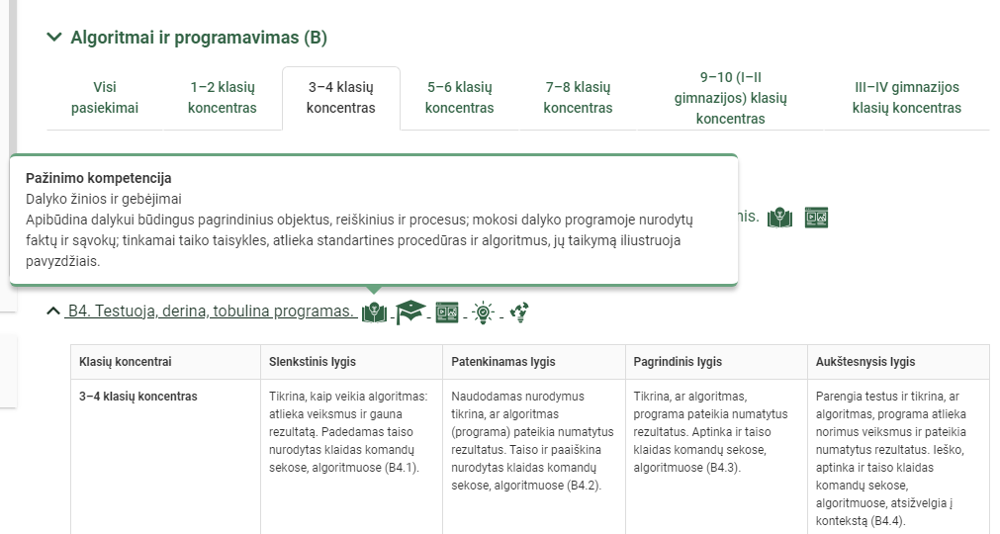 Algoritmai ir programavimas (B)
Visi
pasiekimai
1–2 klasių
koncentras
3–4 klasių
koncentras
5–6 klasių
koncentras
7–8 klasių
koncentras
9–10 (I–II
gimnazijos) klasių
koncentras
III–IV gimnazijos
klasių koncentras
Pažinimo kompetencija
Dalyko žinios ir gebėjimai
Apibūdina dalykui būdingus pagrindinius objektus, reiškinius ir procesus; mokosi dalyko programoje nurodytų
faktų ir sąvokų; tinkamai taiko taisykles, atlieka standartines procedūras ir algoritmus, jų taikymą iliustruoja
pavyzdžiais.
nis.
B4. Testuoja, derina, tobulina programas.
Klasių koncentrai
Slenkstinis lygis
Patenkinamas lygis
Pagrindinis lygis
Aukštesnysis lygis
3–4 klasių koncentras
Tikrina, kaip veikia algoritmas:
atlieka veiksmus ir gauna
rezultatą. Padedamas taiso
nurodytas klaidas komandų
sekose, algoritmuose (B4.1).
Naudodamas nurodymus
tikrina, ar algoritmas
(programa) pateikia numatytus
rezultatus. Taiso ir paaiškina
nurodytas klaidas komandų
sekose, algoritmuose (B4.2).
Tikrina, ar algoritmas,
programa pateikia numatytus
rezultatus. Aptinka ir taiso
klaidas komandų sekose,
algoritmuose (B4.3).
Parengia testus ir tikrina, ar
algoritmas, programa atlieka
norimus veiksmus ir pateikia
numatytus rezultatus. Ieško,
aptinka ir taiso klaidas
komandų sekose,
algoritmuose, atsižvelgia į
kontekstą (B4.4).